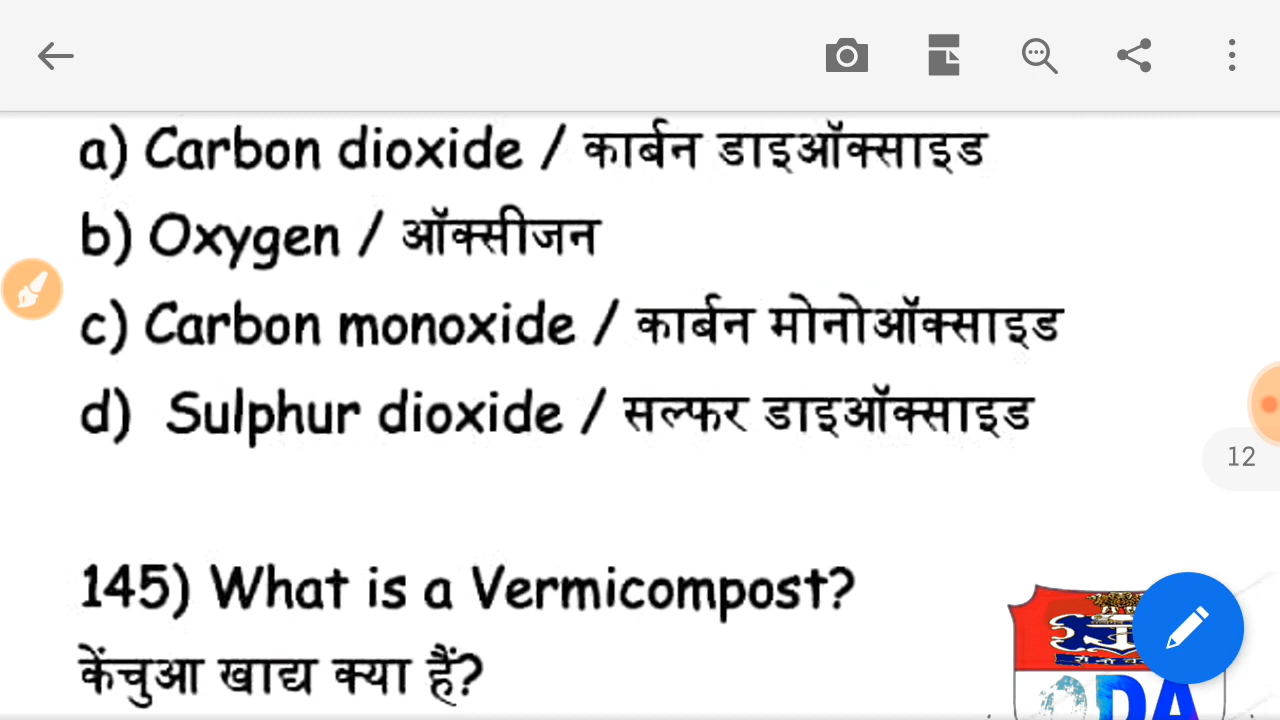 a) Carbon dioxide / कार्बन डाइऑक्साइड
b) Oxygen / ऑक्सीजन
c) Carbon monoxide / कार्बन मोनोऑक्साइड
d) Sulphur dioxide / सल्फर डाइऑक्साइड
12
145) What is a Vermicompost?
केंचुआ खाद्य क्या हैं?
ODA